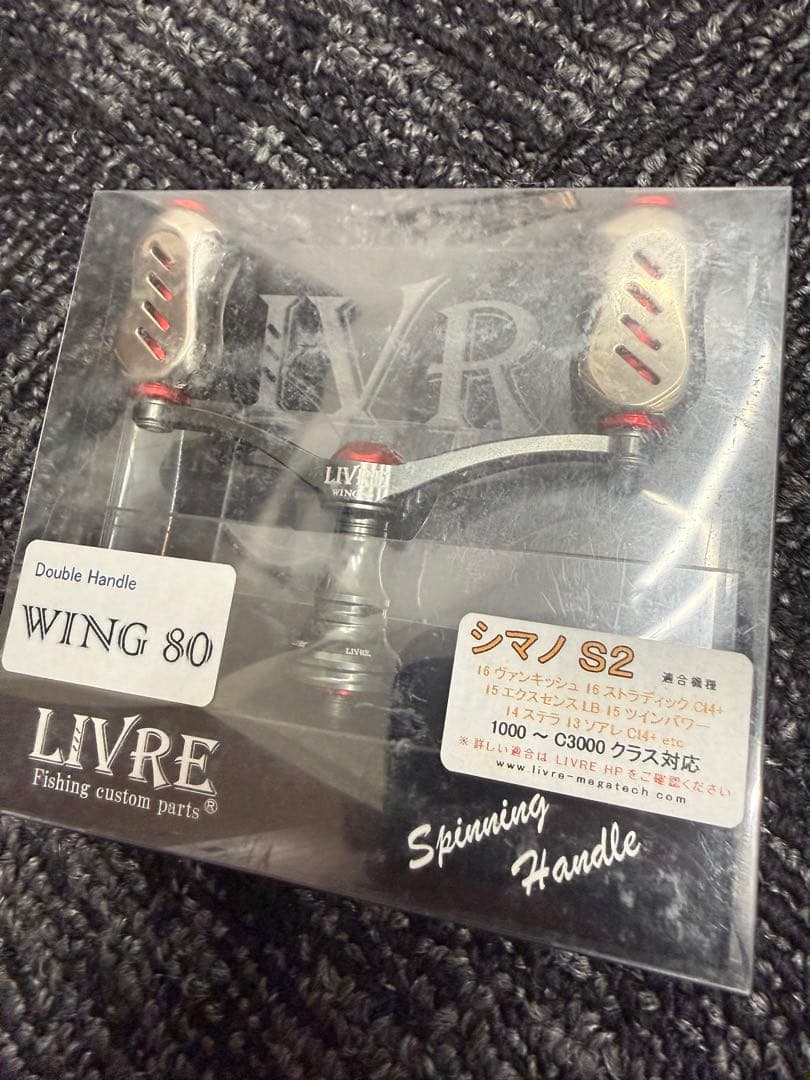 LIVR
LIVRE
WING
LIVRE
Double Handle
WING 80
シマノ S2 適合機種
16 ヴァンキッシュ 16 ストラディック CI4+
15 エクスセンス LB 15 ツインパワー
14 ステラ 13 ソアレ CI4+ etc
1000 ～ C3000 クラス対応
※ 詳しい適合は LIVRE HP をご確認ください
www.livre-megatech.com
LIVRE
Fishing custom parts®
Spinning
Handle